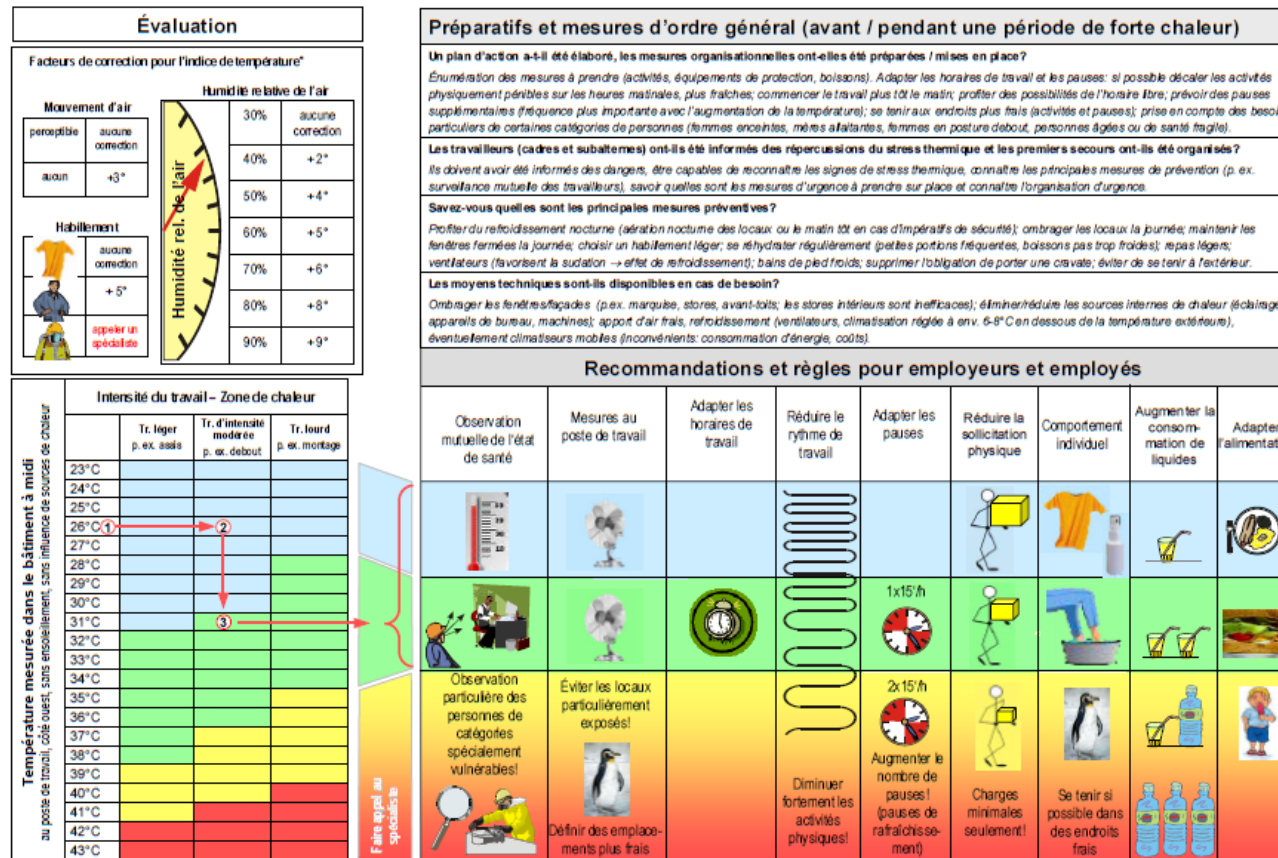 Évaluation
Facteurs de correction pour l'indice de température*
Mouvement d'air
perceptible
aucune correction
aucun
+3°
Habillement
aucune correction
+ 5°
appeler un spécialiste
Humidité relative de l'air
Humidité rel. de l'air
30% aucune correction
40% +2°
50% +4°
60% +5°
70% +6°
80% +8°
90% +9°
Température mesurée dans le bâtiment à midi
au poste de travail, côté ouest, sans ensoleillement, sans influence de sources de chaleur
Intensité du travail – Zone de chaleur
Tr. léger
p. ex. assis
Tr. d'intensité
modérée
p. ex. debout
Tr. lourd
p. ex. montage
23°C
24°C
25°C
26°C 1 2
27°C
28°C
29°C
30°C
31°C 3
32°C
33°C
34°C
35°C
36°C
37°C
38°C
39°C
40°C
41°C
42°C
43°C
Faire appel au
spécialiste
Préparatifs et mesures d'ordre général (avant / pendant une période de forte chaleur)
Un plan d'action a-t-il été élaboré, les mesures organisationnelles ont-elles été préparées / mises en place?
Énumération des mesures à prendre (activités, équipements de protection, boissons). Adapter les horaires de travail et les pauses: si possible décaler les activités
physiquement pénibles sur les heures matinales, plus fraîches; commencer le travail plus tôt le matin; profiter des possibilités de l'horaire libre; prévoir des pauses
supplémentaires (fréquence plus importante avec l'augmentation de la température); se tenir aux endroits plus frais (activités et pauses); prise en compte des besoi
particuliers de certaines catégories de personnes (femmes enceintes, mères allaitantes, femmes en posture debout, personnes âgées ou de santé fragile).
Les travailleurs (cadres et subalternes) ont-ils été informés des répercussions du stress thermique et les premiers secours ont-ils été organisés?
Ils doivent avoir été informés des dangers, être capables de reconnaître les signes de stress thermique, connaître les principales mesures de prévention (p. ex.
surveillance mutuelle des travailleurs), savoir quelles sont les mesures d'urgence à prendre sur place et connaître l'organisation d'urgence.
Savez-vous quelles sont les principales mesures préventives?
Profiter du refroidissement nocturne (aération nocturne des locaux ou le matin tôt en cas d'impératifs de sécurité); ombrager les locaux la journée; maintenir les
fenêtres fermées la journée; choisir un habillement léger; se réhydrater régulièrement (petites portions fréquentes, boissons pas trop froides); repas légers;
ventilateurs (favorisent la sudation → effet de refroidissement); bains de pied froids; supprimer l'obligation de porter une cravate; éviter de se tenir à l'extérieur.
Les moyens techniques sont-ils disponibles en cas de besoin?
Ombrager les fenêtres/façades (p.ex. marquise, stores, avant-toits; les stores intérieurs sont inefficaces); éliminer/réduire les sources internes de chaleur (éclairage
appareils de bureau, machines); apport d'air frais, refroidissement (ventilateurs, climatisation réglée à env. 6-8°C en dessous de la température extérieure),
éventuellement climatiseurs mobiles (inconvénients: consommation d'énergie, coûts).
Recommandations et règles pour employeurs et employés
Observation
mutuelle de l'état
de santé
Mesures au
poste de travail
Adapter les
horaires de
travail
Réduire le
rythme de
travail
Adapter les
pauses
Réduire la
sollicitation
physique
Comportement
individuel
Augmenter la
consom-
mation de
liquides
Adapter
l'alimentat
1x15'/h
Observation
particulière des
personnes de
catégories
spécialement
vulnérables!
Éviter les locaux
particulièrement
exposés!
Définir des emplace-
ments plus frais
Diminuer
fortement les
activités
physiques!
2x15'/h
Augmenter le
nombre de
pauses!
(pauses de
rafraîchisse-
ment)
Charges
minimales
seulement!
Se tenir si
possible dans
des endroits
frais